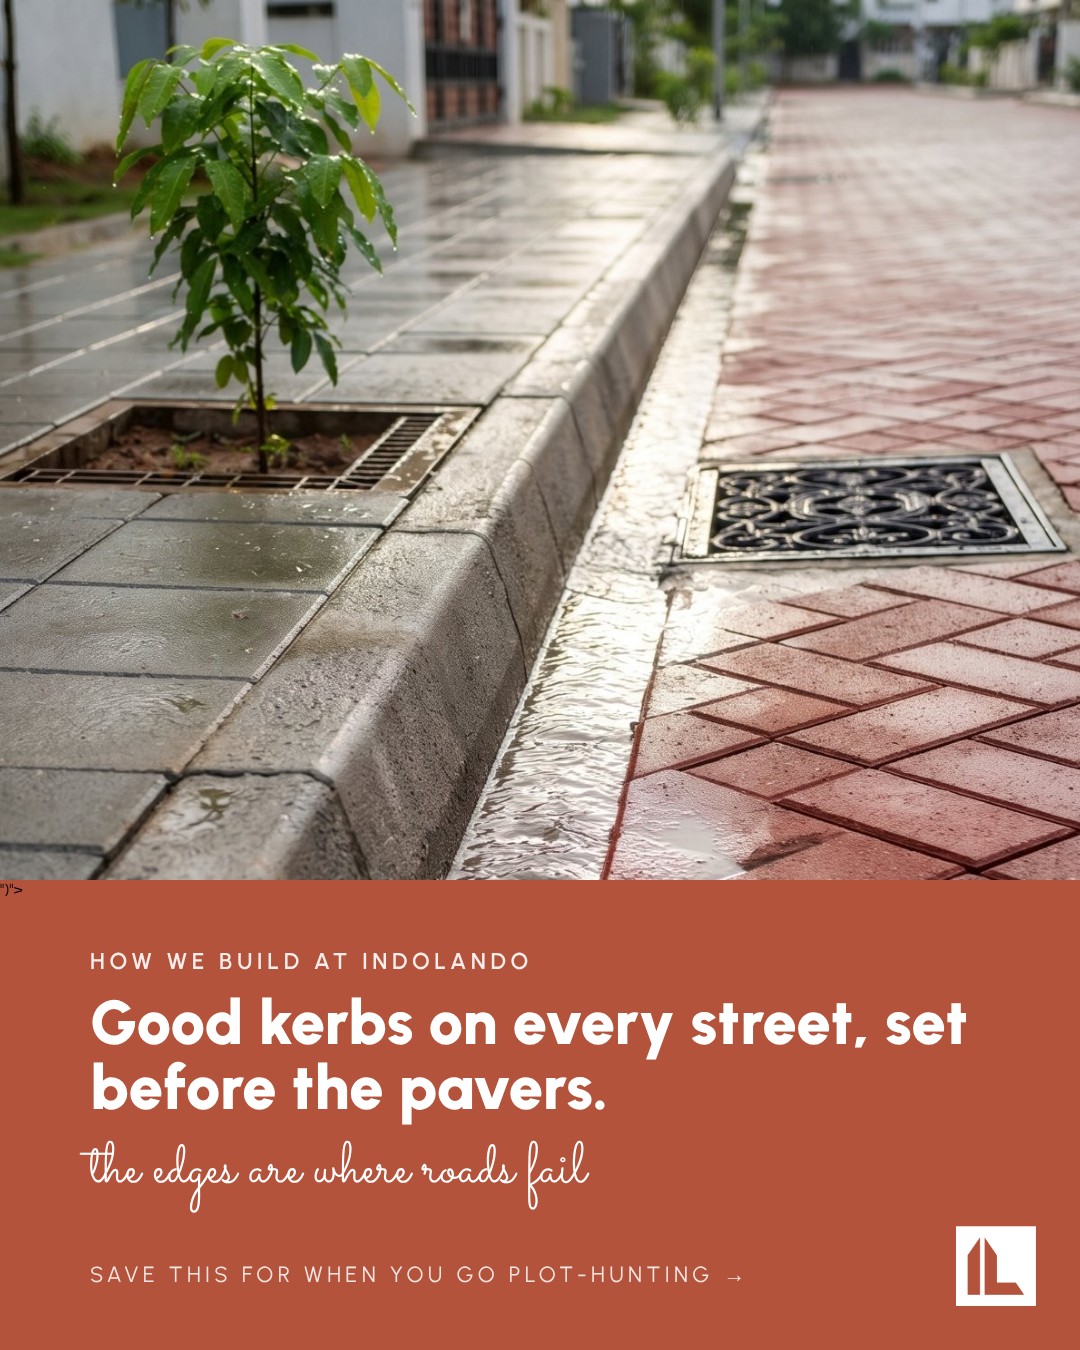 ")">
HOW WE BUILD AT INDOLANDO
Good kerbs on every street, set
before the pavers.
the edges are where roads fail
SAVE THIS FOR WHEN YOU GO PLOT-HUNTING →
IL